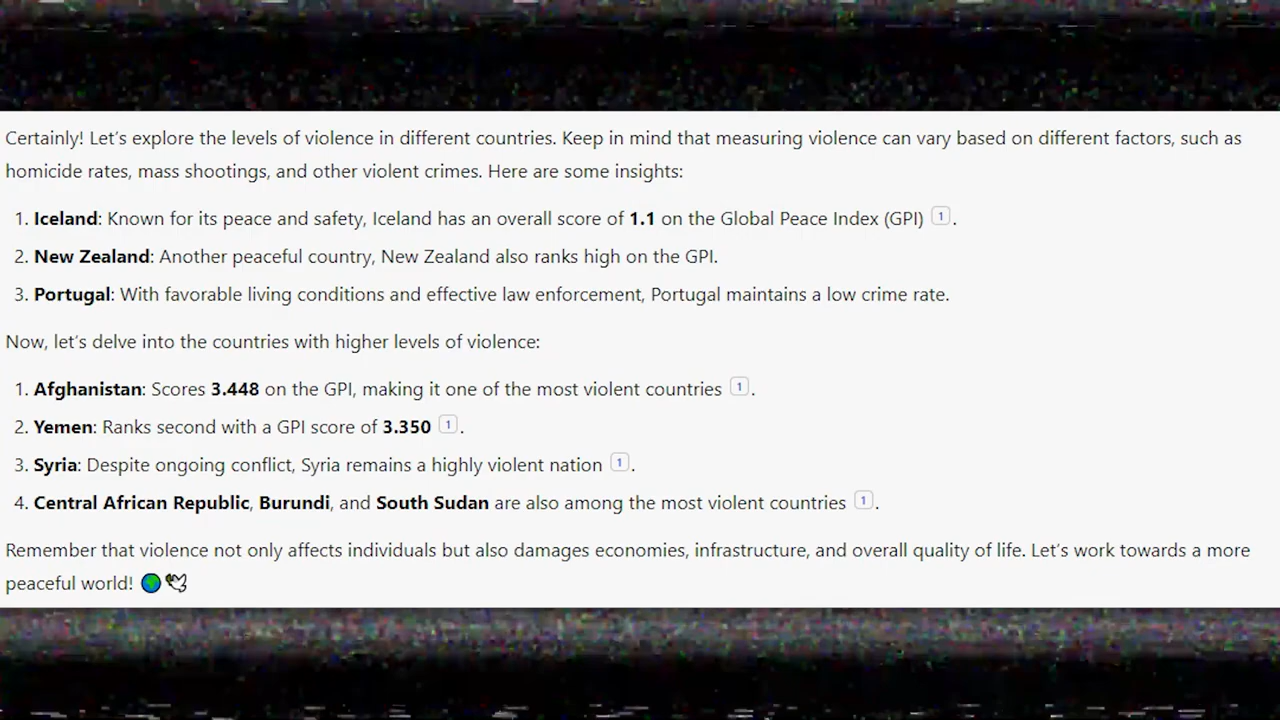 Certainly! Let's explore the levels of violence in different countries. Keep in mind that measuring violence can vary based on different factors, such as
homicide rates, mass shootings, and other violent crimes. Here are some insights:
1. Iceland: Known for its peace and safety, Iceland has an overall score of 1.1 on the Global Peace Index (GPI) 1.
2. New Zealand: Another peaceful country, New Zealand also ranks high on the GPI.
3. Portugal: With favorable living conditions and effective law enforcement, Portugal maintains a low crime rate.
Now, let's delve into the countries with higher levels of violence:
1. Afghanistan: Scores 3.448 on the GPI, making it one of the most violent countries 1.
2. Yemen: Ranks second with a GPI score of 3.350 1.
3. Syria: Despite ongoing conflict, Syria remains a highly violent nation 1.
4. Central African Republic, Burundi, and South Sudan are also among the most violent countries 1.
Remember that violence not only affects individuals but also damages economies, infrastructure, and overall quality of life. Let's work towards a more
peaceful world! 🌍🕊